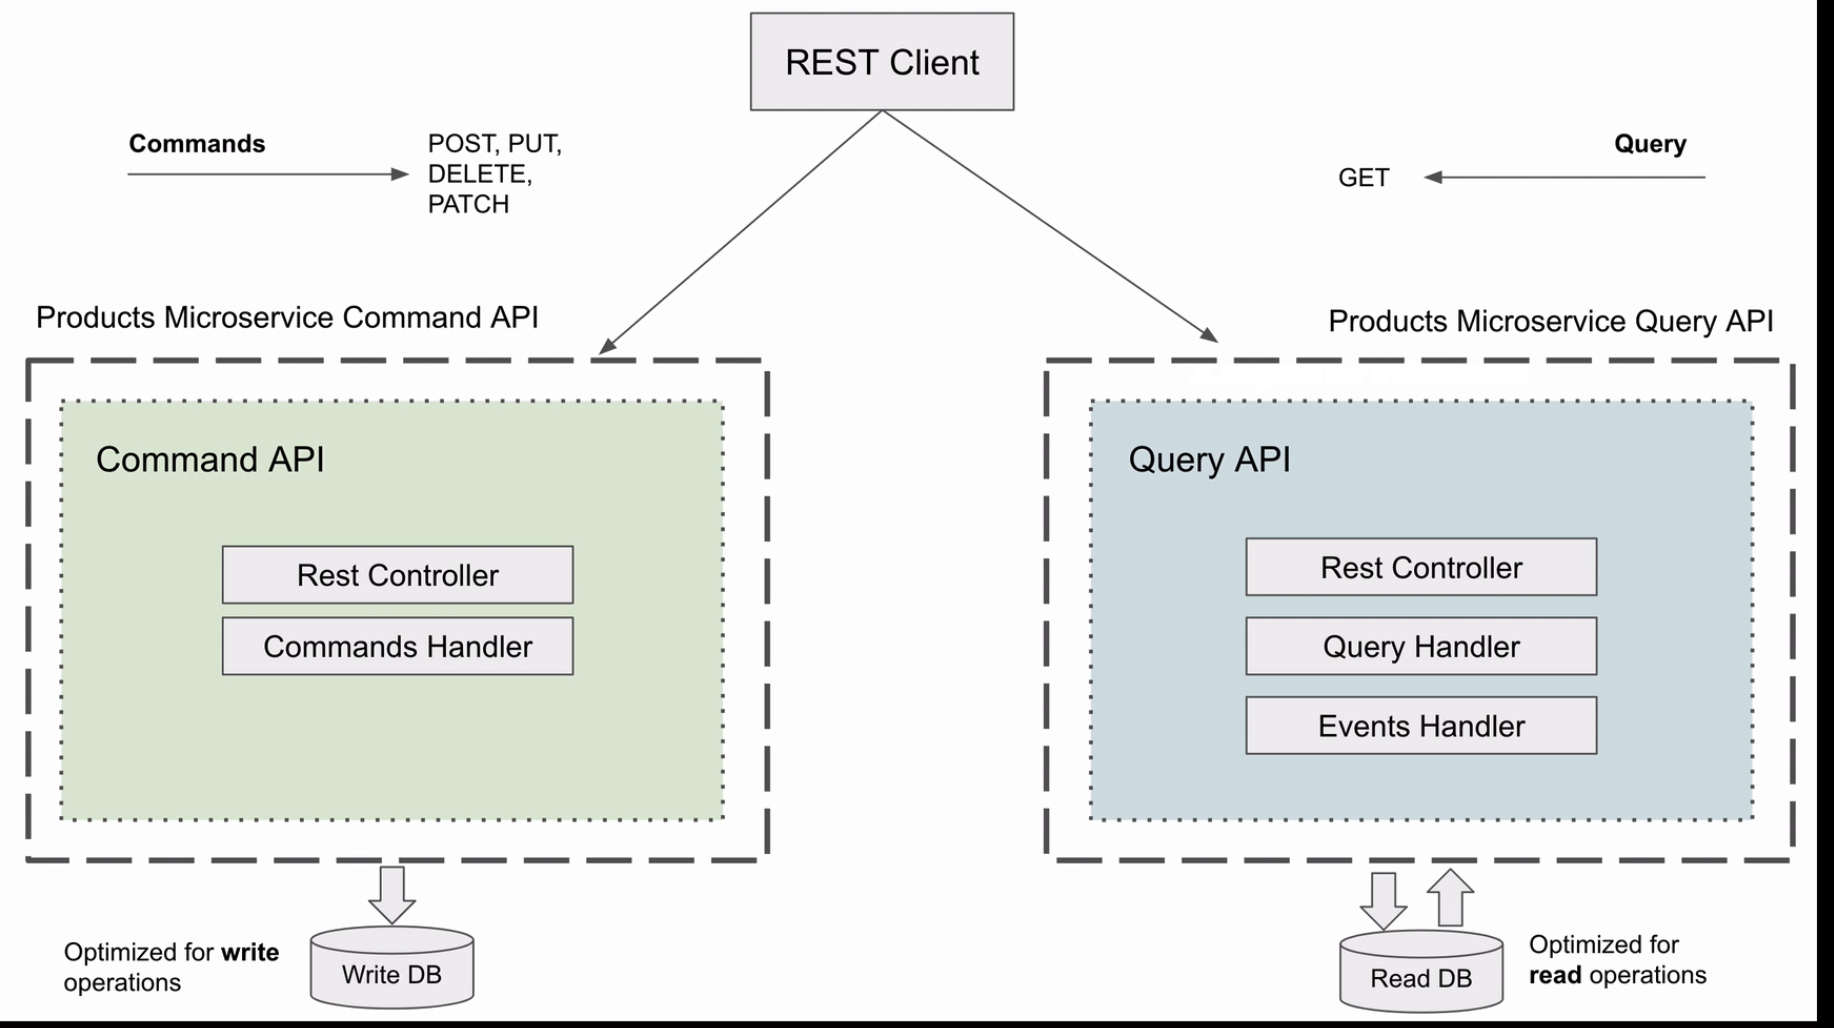 REST Client
Commands
POST, PUT,
DELETE,
PATCH
Query
GET
Products Microservice Command API
Products Microservice Query API
Command API
Rest Controller
Commands Handler
Query API
Rest Controller
Query Handler
Events Handler
Optimized for write
operations
Write DB
Read DB
Optimized for
read operations